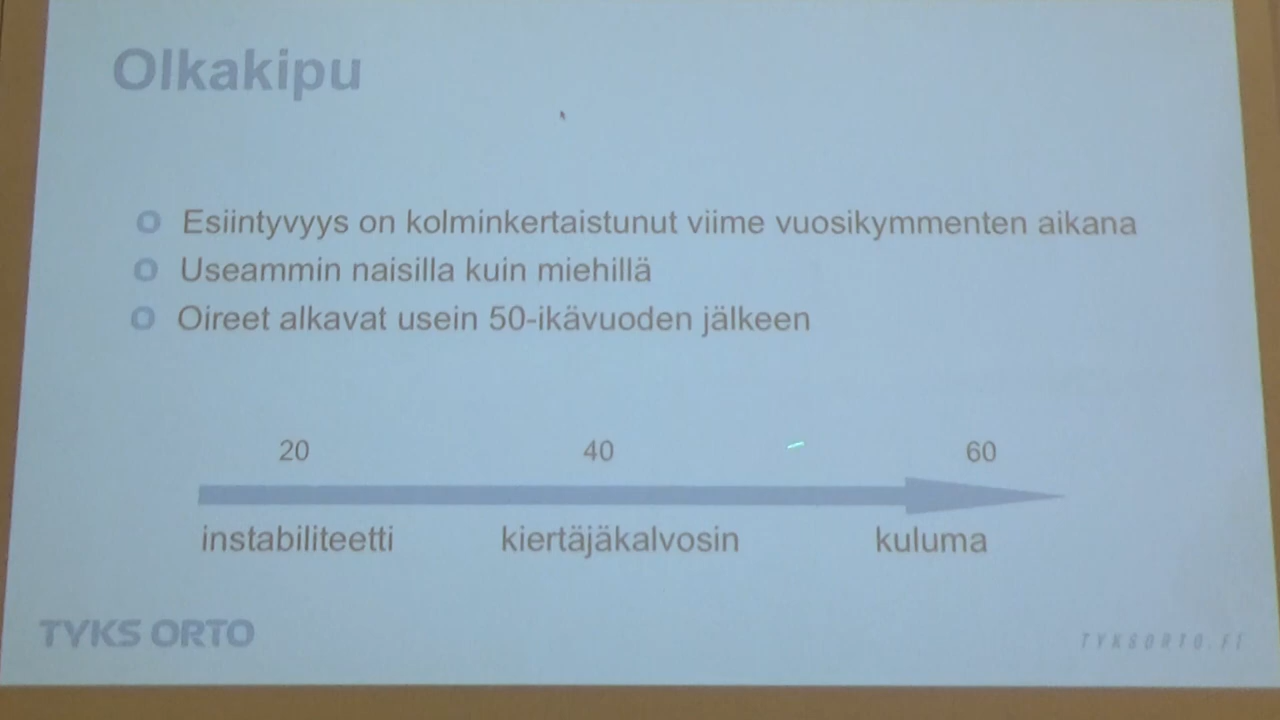 Olkakipu
Esiintyvyys on kolminkertaistunut viime vuosikymmenten aikana
Useammin naisilla kuin miehillä
Oireet alkavat usein 50-ikävuoden jälkeen
20 40 60
instabiliteetti kiertäjäkalvosin kuluma
TYKS ORTO
TYKSORTO.FI